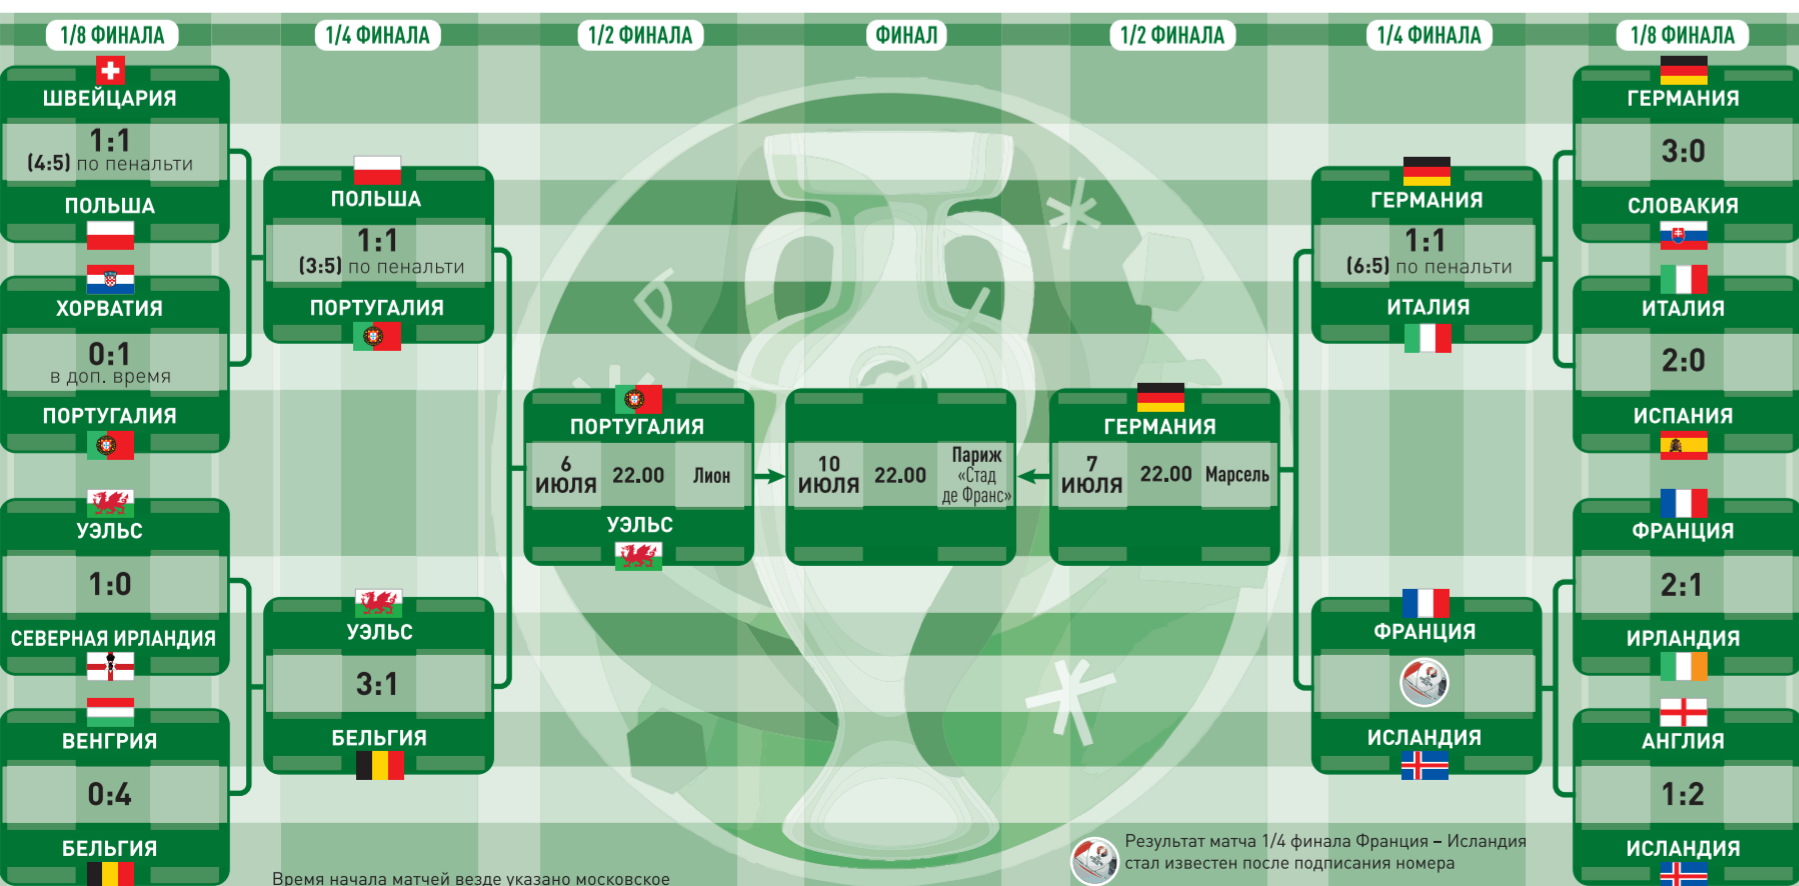 1/8 ФИНАЛА
1/4 ФИНАЛА
1/2 ФИНАЛА
ФИНАЛ
1/2 ФИНАЛА
1/4 ФИНАЛА
1/8 ФИНАЛА
ШВЕЙЦАРИЯ
1:1
(4:5) по пенальти
ПОЛЬША
ХОРВАТИЯ
0:1
в доп. время
ПОРТУГАЛИЯ
УЭЛЬС
1:0
СЕВЕРНАЯ ИРЛАНДИЯ
ВЕНГРИЯ
0:4
БЕЛЬГИЯ
ПОЛЬША
1:1
(3:5) по пенальти
ПОРТУГАЛИЯ
УЭЛЬС
3:1
БЕЛЬГИЯ
ПОРТУГАЛИЯ
6
ИЮЛЯ
22.00
Лион
УЭЛЬС
10
ИЮЛЯ
22.00
Париж
«Стад
де Франс»
ГЕРМАНИЯ
7
ИЮЛЯ
22.00
Марсель
ГЕРМАНИЯ
1:1
(6:5) по пенальти
ИТАЛИЯ
ФРАНЦИЯ
ИСЛАНДИЯ
ГЕРМАНИЯ
3:0
СЛОВАКИЯ
ИТАЛИЯ
2:0
ИСПАНИЯ
ФРАНЦИЯ
2:1
ИРЛАНДИЯ
АНГЛИЯ
1:2
ИСЛАНДИЯ
Результат матча 1/4 финала Франция – Исландия
стал известен после подписания номера
Время начала матчей везде указано московское